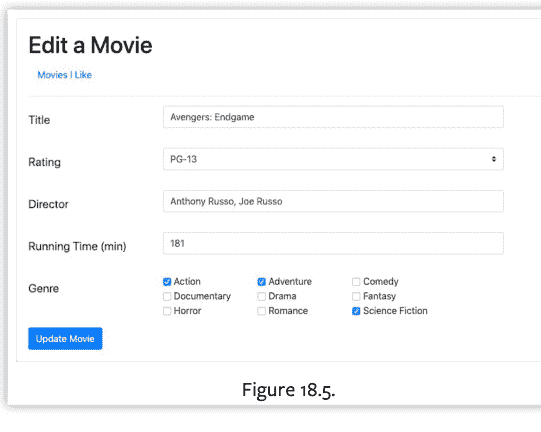 Edit a Movie
Movies I Like
Title Avengers: Endgame
Rating PG-13
Director Anthony Russo, Joe Russo
Running Time (min) 181
Genre Action Adventure Comedy
Documentary Drama Fantasy
Horror Romance Science Fiction
Update Movie
Figure 18.5.